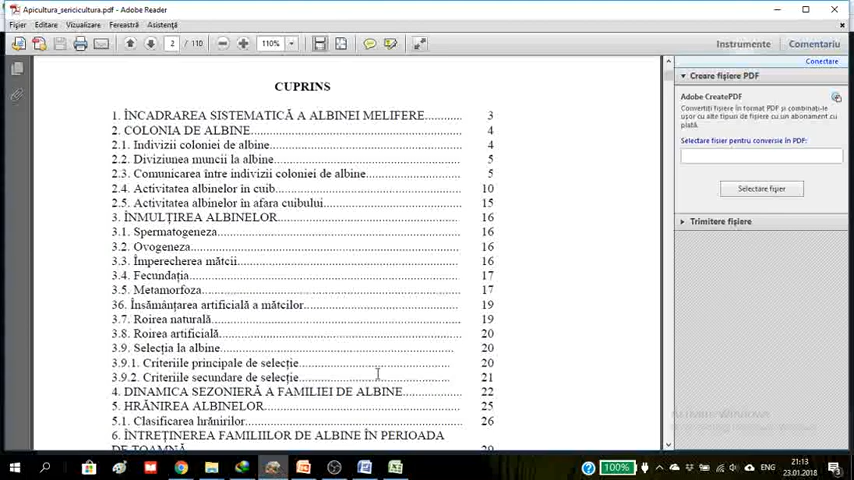 Apicultura_sericicultura.pdf - Adobe Reader
Fișier Editare Vizualizare Fereastră Asistență
2 / 110 110% Instrumente Comentariu
Conectare
CUPRINS
1. ÎNCADRAREA SISTEMATICĂ A ALBINEI MELIFERE............ 3
2. COLONIA DE ALBINE.......................................................... 4
2.1. Indivizii coloniei de albine.................................................... 4
2.2. Diviziunea muncii la albine................................................... 5
2.3. Comunicarea între indivizii coloniei de albine........................... 5
2.4. Activitatea albinelor în cuib................................................... 10
2.5. Activitatea albinelor în afara cuibului...................................... 15
3. ÎNMULȚIREA ALBINELOR.................................................. 16
3.1. Spermatogeneza.................................................................. 16
3.2. Ovogeneza......................................................................... 16
3.3. Împerecherea mătcii............................................................ 16
3.4. Fecundația......................................................................... 17
3.5. Metamorfoza...................................................................... 17
36. Însămânțarea artificială a mătcilor........................................... 19
3.7. Roirea naturală................................................................... 19
3.8. Roirea artificială.................................................................. 20
3.9. Selecția la albine................................................................. 20
3.9.1. Criteriile principale de selecție............................................ 20
3.9.2. Criteriile secundare de selecție............................................ 21
4. DINAMICA SEZONIERĂ A FAMILIEI DE ALBINE................ 22
5. HRĂNIREA ALBINELOR...................................................... 25
5.1. Clasificarea hrănirilor.......................................................... 26
6. ÎNTREȚINEREA FAMILIILOR DE ALBINE ÎN PERIOADA
DE TOAMNĂ
Creare fișiere PDF
Adobe CreatePDF
Convertiți fișiere în format PDF și combinați-le
ușor cu alte tipuri de fișiere cu un abonament cu
plată.
Selectare fișier pentru conversie în PDF:
Selectare fișier
Trimitere fișiere
100% ENG 21:13
23.01.2018